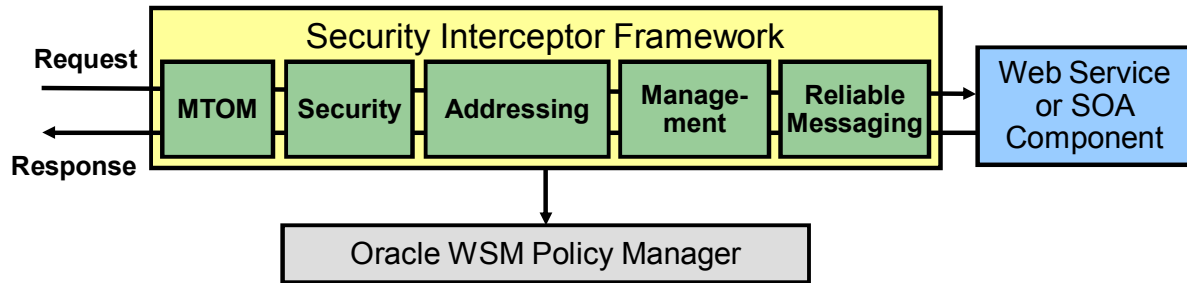 Security Interceptor Framework
Request
MTOM
Security
Addressing
Manage-
ment
Reliable
Messaging
Web Service
or SOA
Component
Response
Oracle WSM Policy Manager